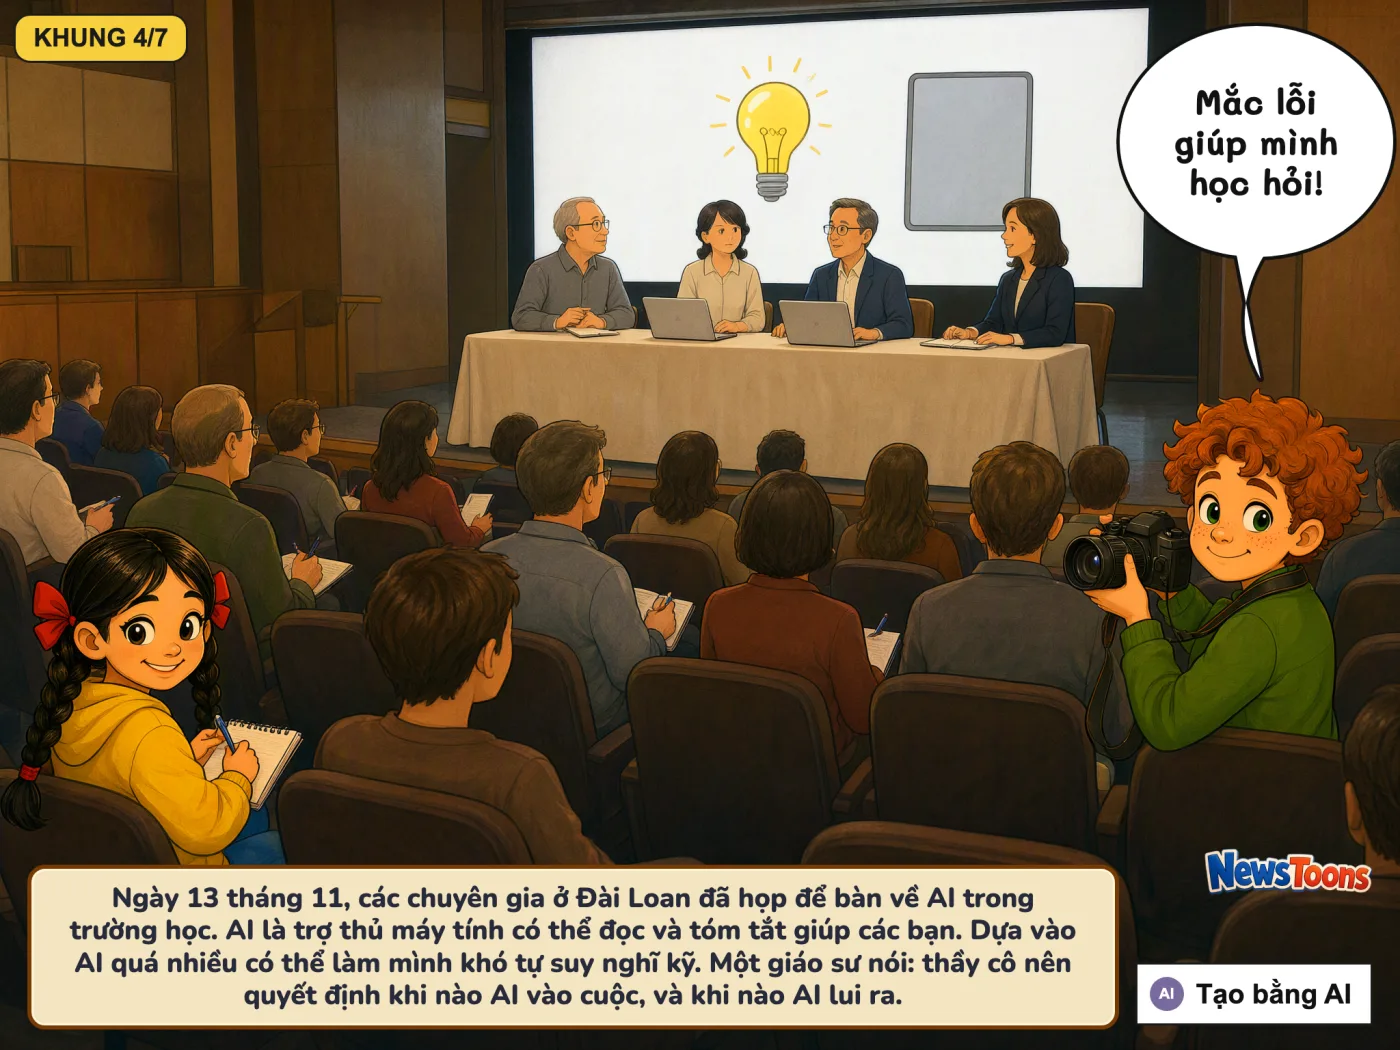 KHUNG 4/7
Mắc lỗi
giúp mình
học hỏi!
Ngày 13 tháng 11, các chuyên gia ở Đài Loan đã họp để bàn về AI trong
trường học. AI là trợ thủ máy tính có thể đọc và tóm tắt giúp các bạn. Dựa vào
AI quá nhiều có thể làm mình khó tự suy nghĩ kỹ. Một giáo sư nói: thầy cô nên
quyết định khi nào AI vào cuộc, và khi nào AI lui ra.
NewsToons
AI Tạo bằng AI